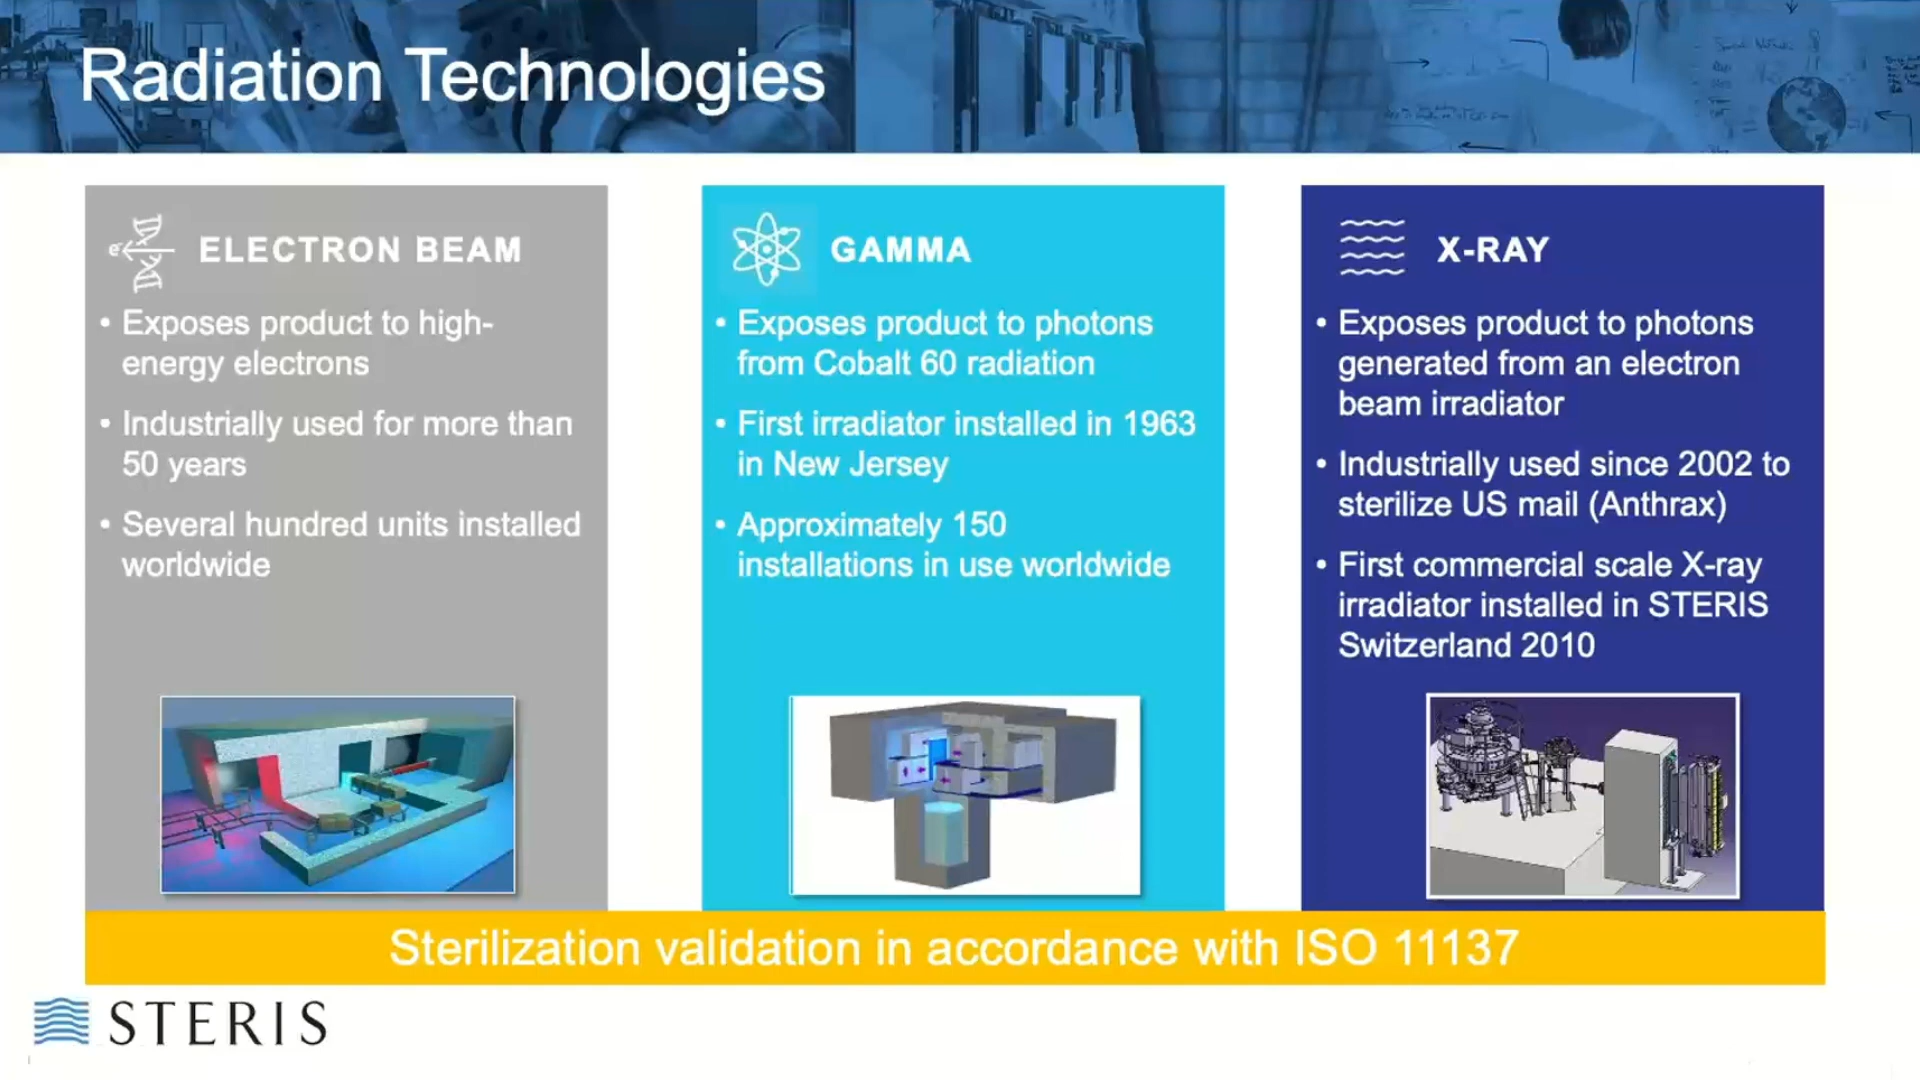 Radiation Technologies
e-
ELECTRON BEAM
• Exposes product to high-
energy electrons
• Industrially used for more than
50 years
• Several hundred units installed
worldwide
GAMMA
• Exposes product to photons
from Cobalt 60 radiation
• First irradiator installed in 1963
in New Jersey
• Approximately 150
installations in use worldwide
X-RAY
• Exposes product to photons
generated from an electron
beam irradiator
• Industrially used since 2002 to
sterilize US mail (Anthrax)
• First commercial scale X-ray
irradiator installed in STERIS
Switzerland 2010
Sterilization validation in accordance with ISO 11137
STERIS